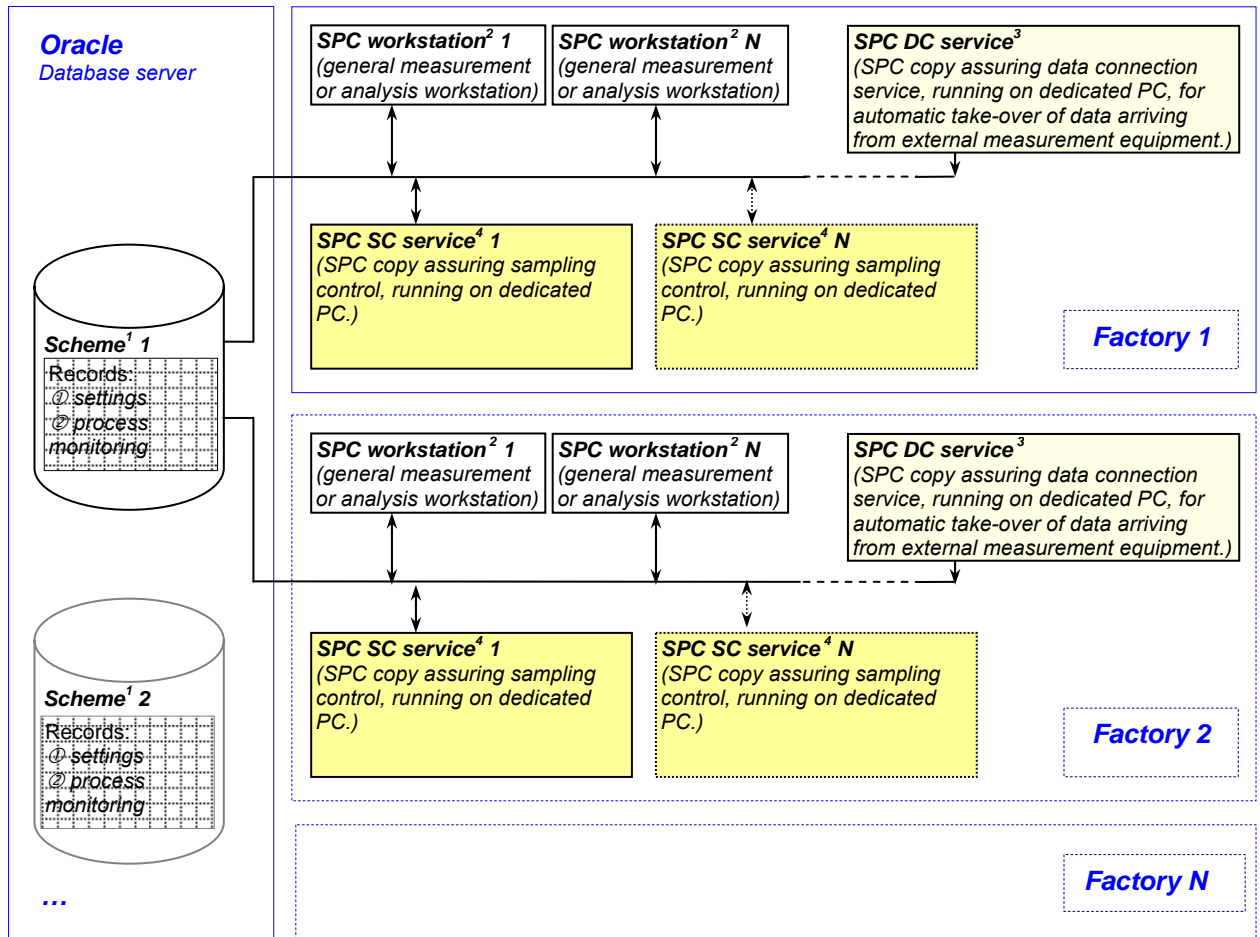 Oracle
Database server
Scheme¹ 1
Records:
① settings
② process
monitoring
Scheme¹ 2
Records:
① settings
② process
monitoring
...
SPC workstation² 1
(general measurement
or analysis workstation)
SPC workstation² N
(general measurement
or analysis workstation)
SPC DC service³
(SPC copy assuring data connection
service, running on dedicated PC, for
automatic take-over of data arriving
from external measurement equipment.)
SPC SC service⁴ 1
(SPC copy assuring sampling
control, running on dedicated
PC.)
SPC SC service⁴ N
(SPC copy assuring sampling
control, running on dedicated
PC.)
Factory 1
SPC workstation² 1
(general measurement
or analysis workstation)
SPC workstation² N
(general measurement
or analysis workstation)
SPC DC service³
(SPC copy assuring data connection
service, running on dedicated PC, for
automatic take-over of data arriving
from external measurement equipment.)
SPC SC service⁴ 1
(SPC copy assuring sampling
control, running on dedicated
PC.)
SPC SC service⁴ N
(SPC copy assuring sampling
control, running on dedicated
PC.)
Factory 2
Factory N